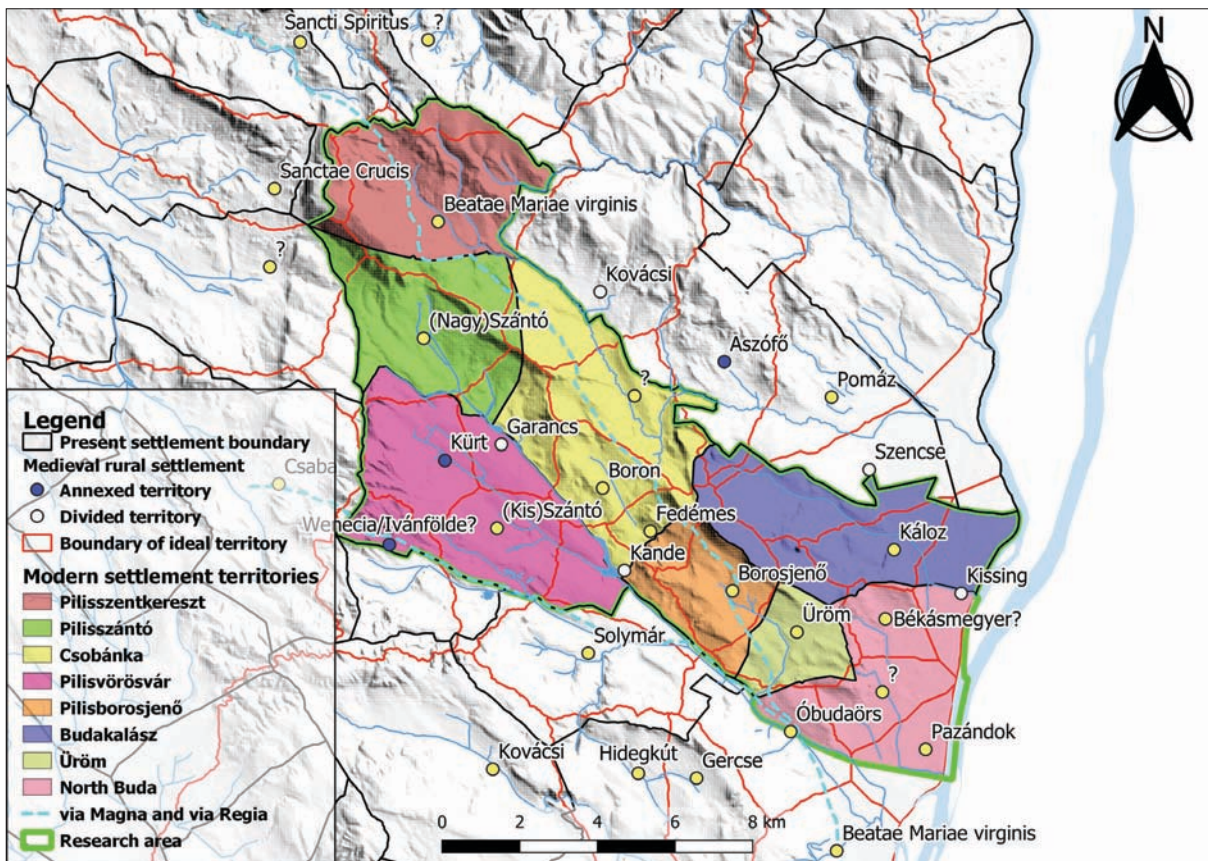 Sancti Spiritus
?
N
Sanctae Crucis
Beatae Mariae virginis
?
Kovácsi
(Nagy)Szántó
Aszófő
?
Pomáz
Garancs
Kürt
Szencse
Csaba
Boron
(Kis)Szántó
Fedémes
Wenecia/Ivánfölde?
Káloz
Kande
Borosjenő
Kissing
Üröm
Békásmegyer?
Solymár
?
Óbudaörs
Pazándok
Kovácsi
Hidegkút
Gercse
Beatae Mariae virginis
0 2 4 6 8 km
Legend
Present settlement boundary
Medieval rural settlement
Annexed territory
Divided territory
Boundary of ideal territory
Modern settlement territories
Pilisszentkereszt
Pilisszántó
Csobánka
Pilisvörösvár
Pilisborosjenő
Budakalász
Üröm
North Buda
via Magna and via Regia
Research area